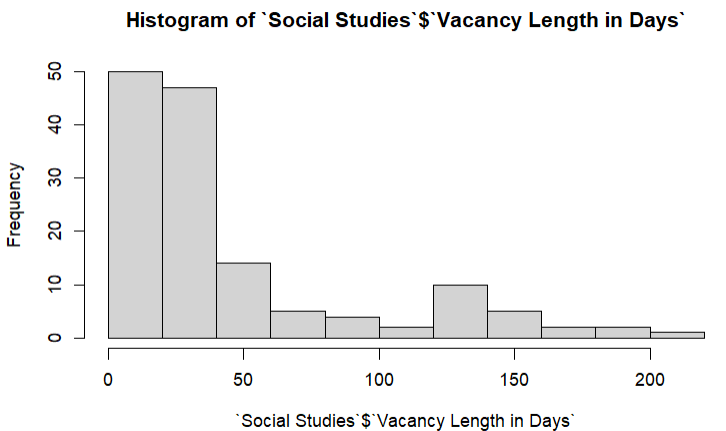 Histogram of `Social Studies`$`Vacancy Length in Days`
Frequency
50
40
30
20
10
0
0 50 100 150 200
`Social Studies`$`Vacancy Length in Days`